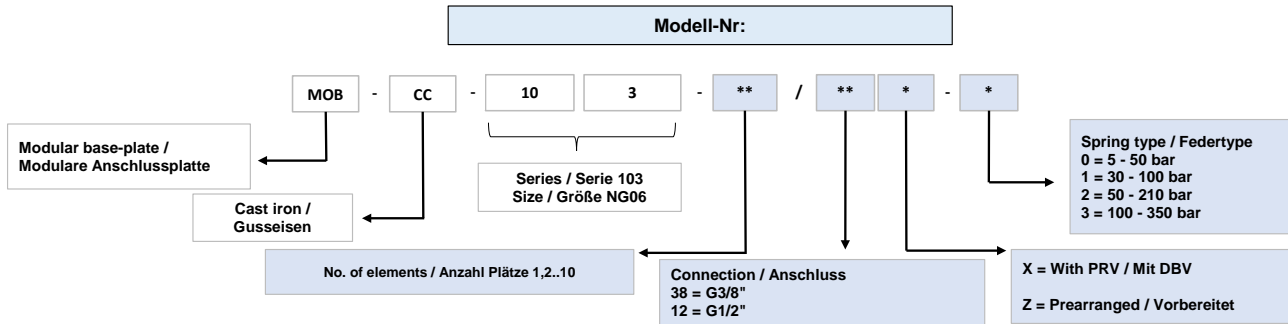 Modell-Nr:
MOB - CC - 10 3 - ** / ** * - *
Modular base-plate /
Modulare Anschlussplatte
Cast iron /
Gusseisen
Series / Serie 103
Size / Größe NG06
No. of elements / Anzahl Plätze 1,2..10
Connection / Anschluss
38 = G3/8"
12 = G1/2"
X = With PRV / Mit DBV
Z = Prearranged / Vorbereitet
Spring type / Federtype
0 = 5 - 50 bar
1 = 30 - 100 bar
2 = 50 - 210 bar
3 = 100 - 350 bar